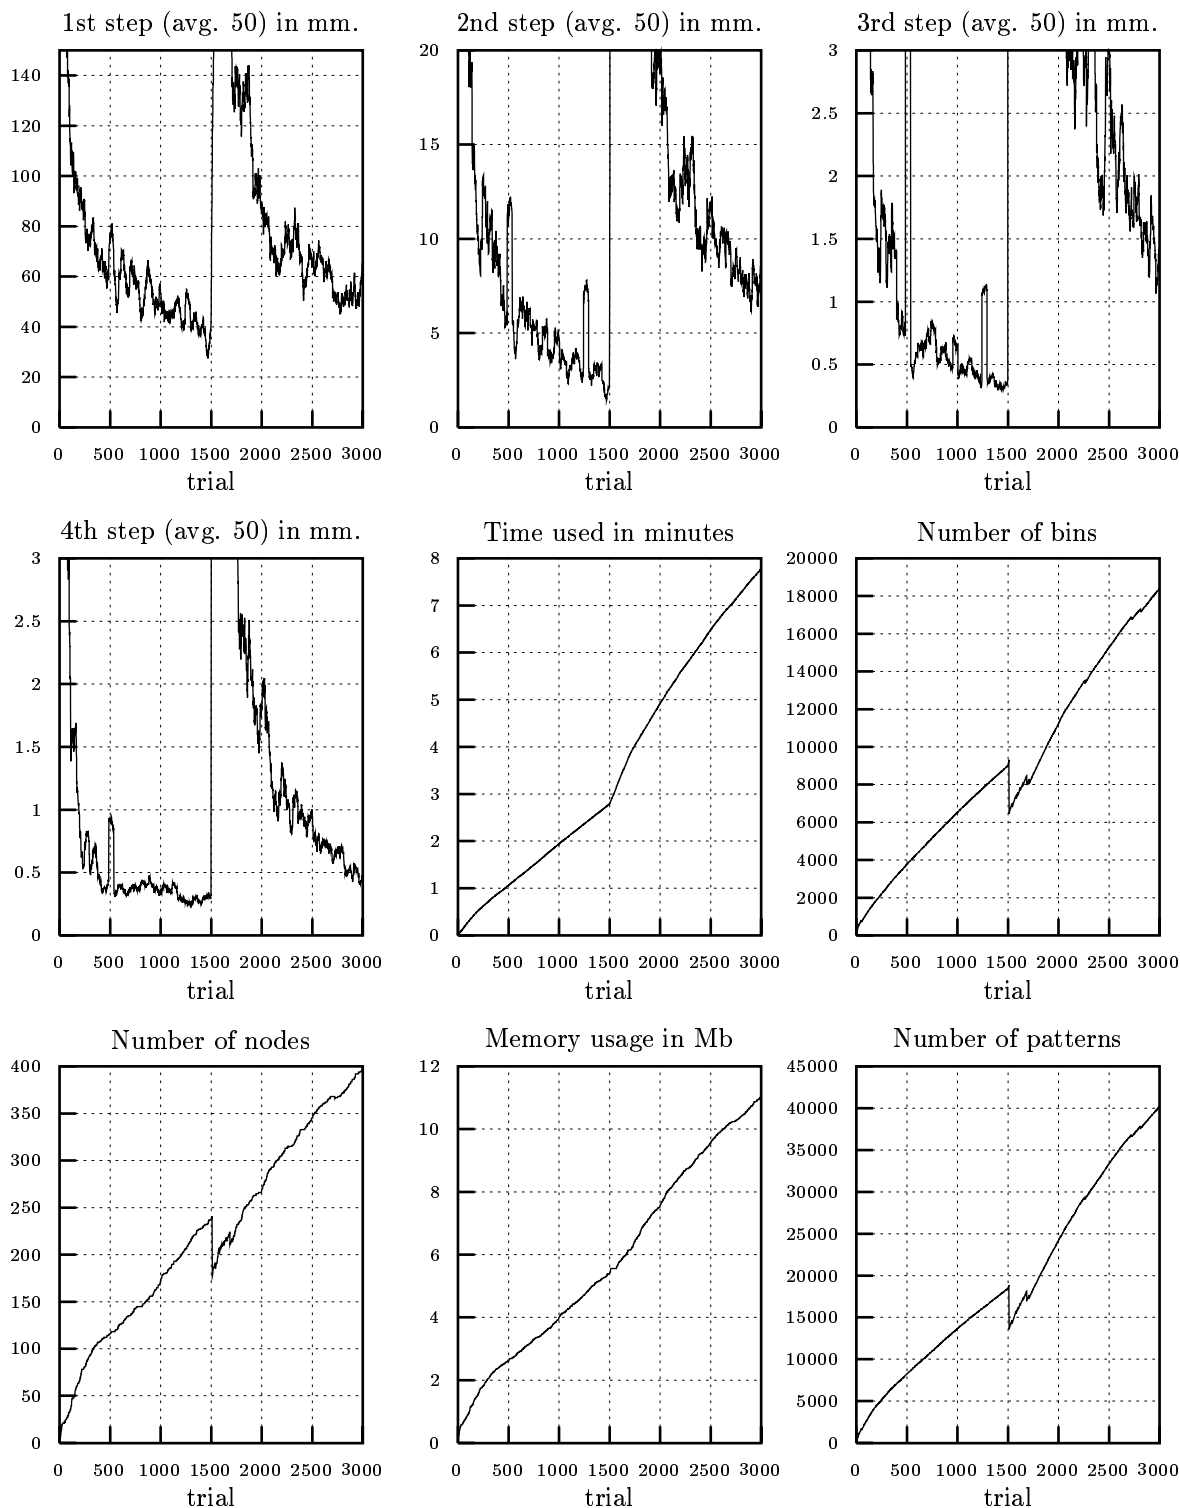 1st step (avg. 50) in mm.
140
120
100
80
60
40
20
0
0 500 1000 1500 2000 2500 3000
trial
2nd step (avg. 50) in mm.
20
15
10
5
0
0 500 1000 1500 2000 2500 3000
trial
3rd step (avg. 50) in mm.
3
2.5
2
1.5
1
0.5
0
0 500 1000 1500 2000 2500 3000
trial
4th step (avg. 50) in mm.
3
2.5
2
1.5
1
0.5
0
0 500 1000 1500 2000 2500 3000
trial
Time used in minutes
8
7
6
5
4
3
2
1
0
0 500 1000 1500 2000 2500 3000
trial
Number of bins
20000
18000
16000
14000
12000
10000
8000
6000
4000
2000
0
0 500 1000 1500 2000 2500 3000
trial
Number of nodes
400
350
300
250
200
150
100
50
0
0 500 1000 1500 2000 2500 3000
trial
Memory usage in Mb
12
10
8
6
4
2
0
0 500 1000 1500 2000 2500 3000
trial
Number of patterns
45000
40000
35000
30000
25000
20000
15000
10000
5000
0
0 500 1000 1500 2000 2500 3000
trial